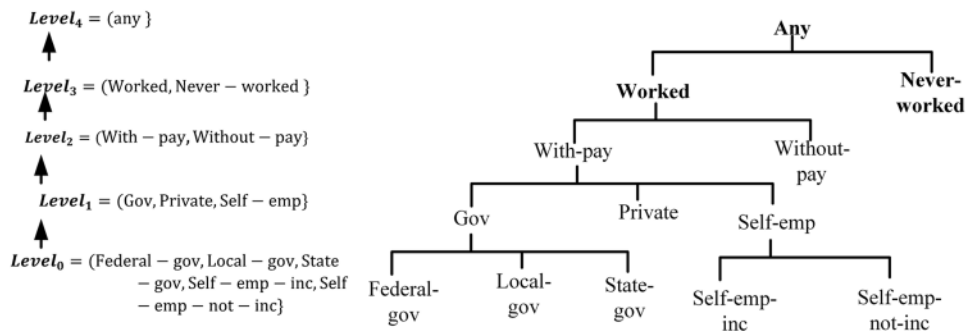 Level₄ = (any }
Level₃ = (Worked, Never − worked }
Level₂ = (With − pay, Without − pay}
Level₁ = (Gov, Private, Self − emp}
Level₀ = (Federal − gov, Local − gov, State
− gov, Self − emp − inc, Self
− emp − not − inc}
Any
Worked
Never-
worked
With-pay
Without-
pay
Gov
Private
Self-emp
Federal-
gov
Local-
gov
State-
gov
Self-emp-
inc
Self-emp-
not-inc